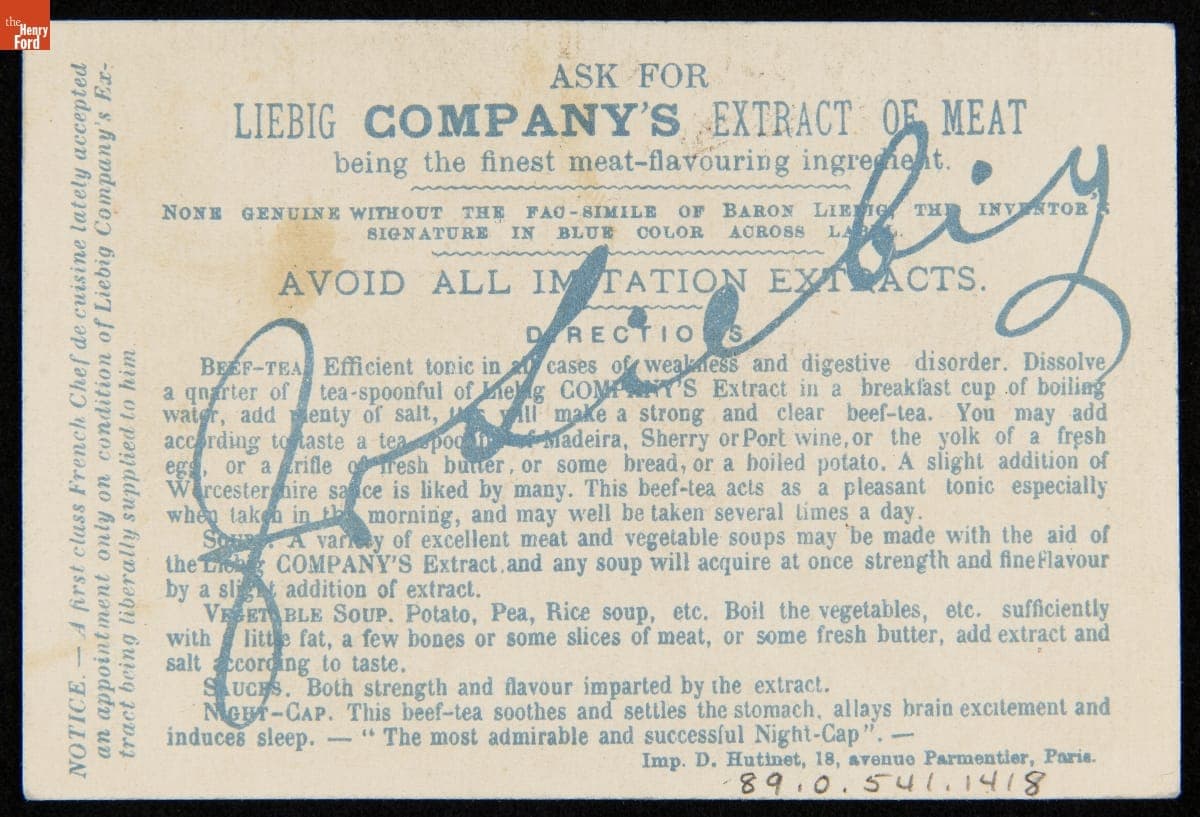 the
Henry
Ford
ASK FOR
LIEBIG COMPANY'S EXTRACT OF MEAT
being the finest meat-flavouring ingredient.
NONE GENUINE WITHOUT THE FAC-SIMILE OF BARON LIEBIG, THE INVENTOR'S
SIGNATURE IN BLUE COLOR ACROSS LABEL.
AVOID ALL IMITATION EXTRACTS.
DIRECTIONS
BEEF-TEA. Efficient tonic in all cases of weakness and digestive disorder. Dissolve
a quarter of a tea-spoonful of Liebig COMPANY'S Extract in a breakfast cup of boiling
water, add plenty of salt, this will make a strong and clear beef-tea. You may add
according to taste a tea-spoonful of Madeira, Sherry or Port wine, or the yolk of a fresh
egg, or a trifle of fresh butter, or some bread, or a boiled potato. A slight addition of
Worcestershire sauce is liked by many. This beef-tea acts as a pleasant tonic especially
when taken in the morning, and may well be taken several times a day.
SOUPS. A variety of excellent meat and vegetable soups may be made with the aid of
the Liebig COMPANY'S Extract, and any soup will acquire at once strength and fine Flavour
by a slight addition of extract.
VEGETABLE SOUP. Potato, Pea, Rice soup, etc. Boil the vegetables, etc. sufficiently
with a little fat, a few bones or some slices of meat, or some fresh butter, add extract and
salt according to taste.
SAUCES. Both strength and flavour imparted by the extract.
NIGHT-CAP. This beef-tea soothes and settles the stomach, allays brain excitement and
induces sleep. — "The most admirable and successful Night-Cap". —
Imp. D. Hutinet, 18, avenue Parmentier, Paris.
89.0.541.1418
J v Liebig
NOTICE. — A first class French Chef de cuisine lately accepted
an appointment only on condition of Liebig Company's Ex-
tract being liberally supplied to him.